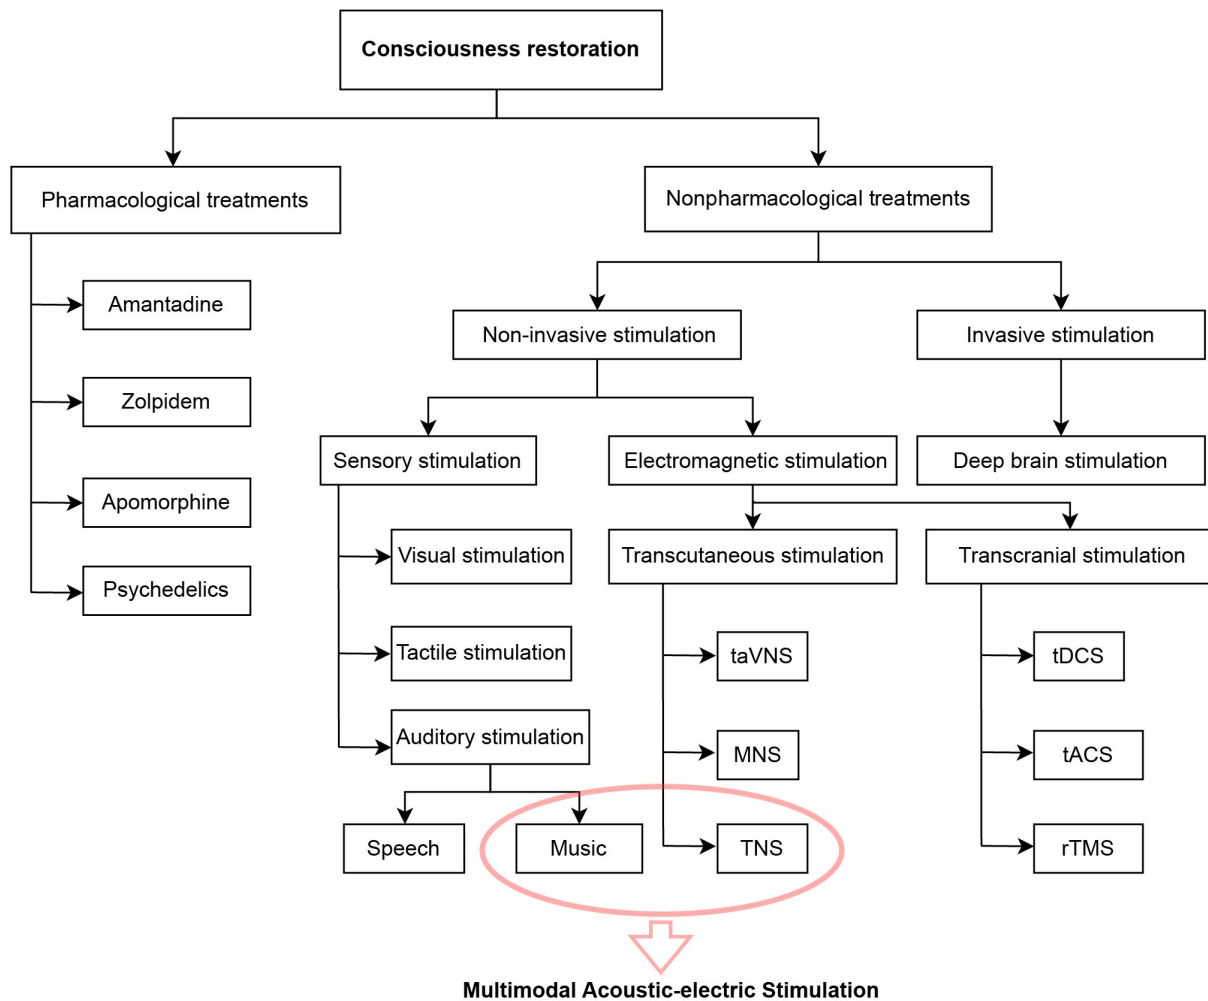 Consciousness restoration
Pharmacological treatments
Nonpharmacological treatments
Amantadine
Zolpidem
Apomorphine
Psychedelics
Non-invasive stimulation
Invasive stimulation
Sensory stimulation
Electromagnetic stimulation
Deep brain stimulation
Visual stimulation
Tactile stimulation
Auditory stimulation
Speech
Music
Transcutaneous stimulation
Transcranial stimulation
taVNS
MNS
TNS
tDCS
tACS
rTMS
Multimodal Acoustic-electric Stimulation